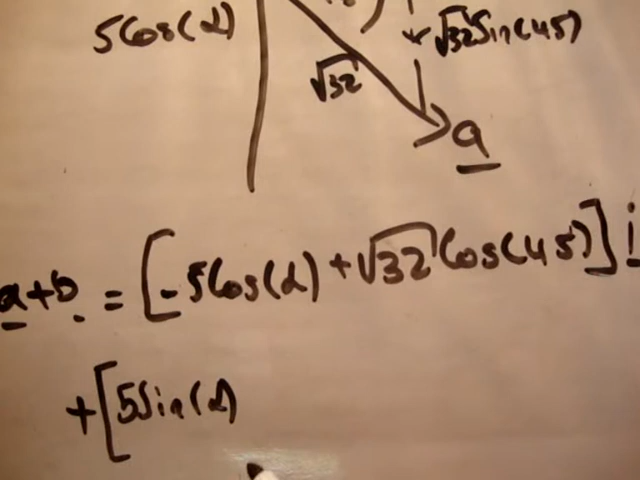 5Cos(α)
√32 Sin(45)
√32
a
a+b = [-5Cos(α) + √32 Cos(45)] i
+ [5Sin(α)